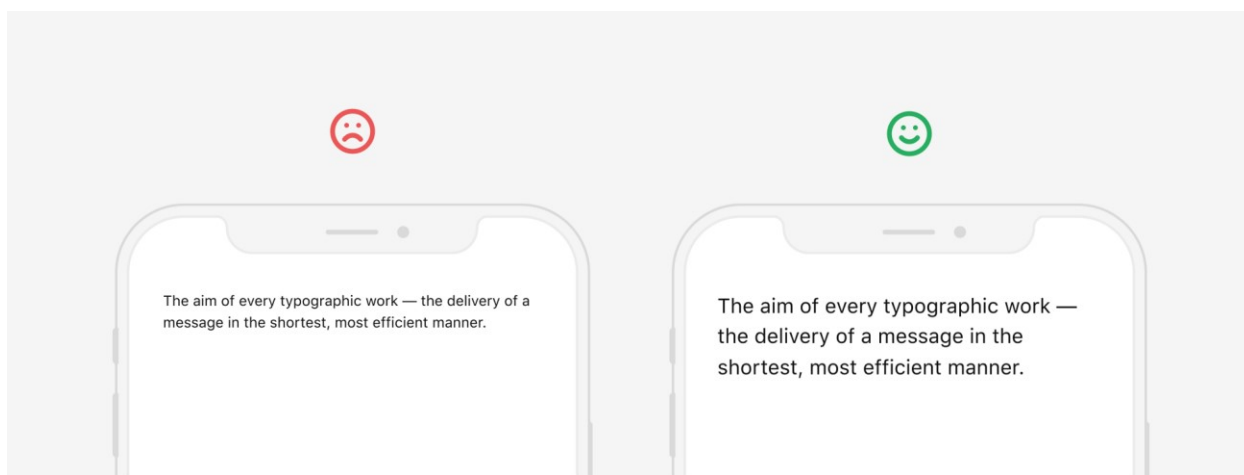 The aim of every typographic work — the delivery of a
message in the shortest, most efficient manner.
The aim of every typographic work —
the delivery of a message in the
shortest, most efficient manner.